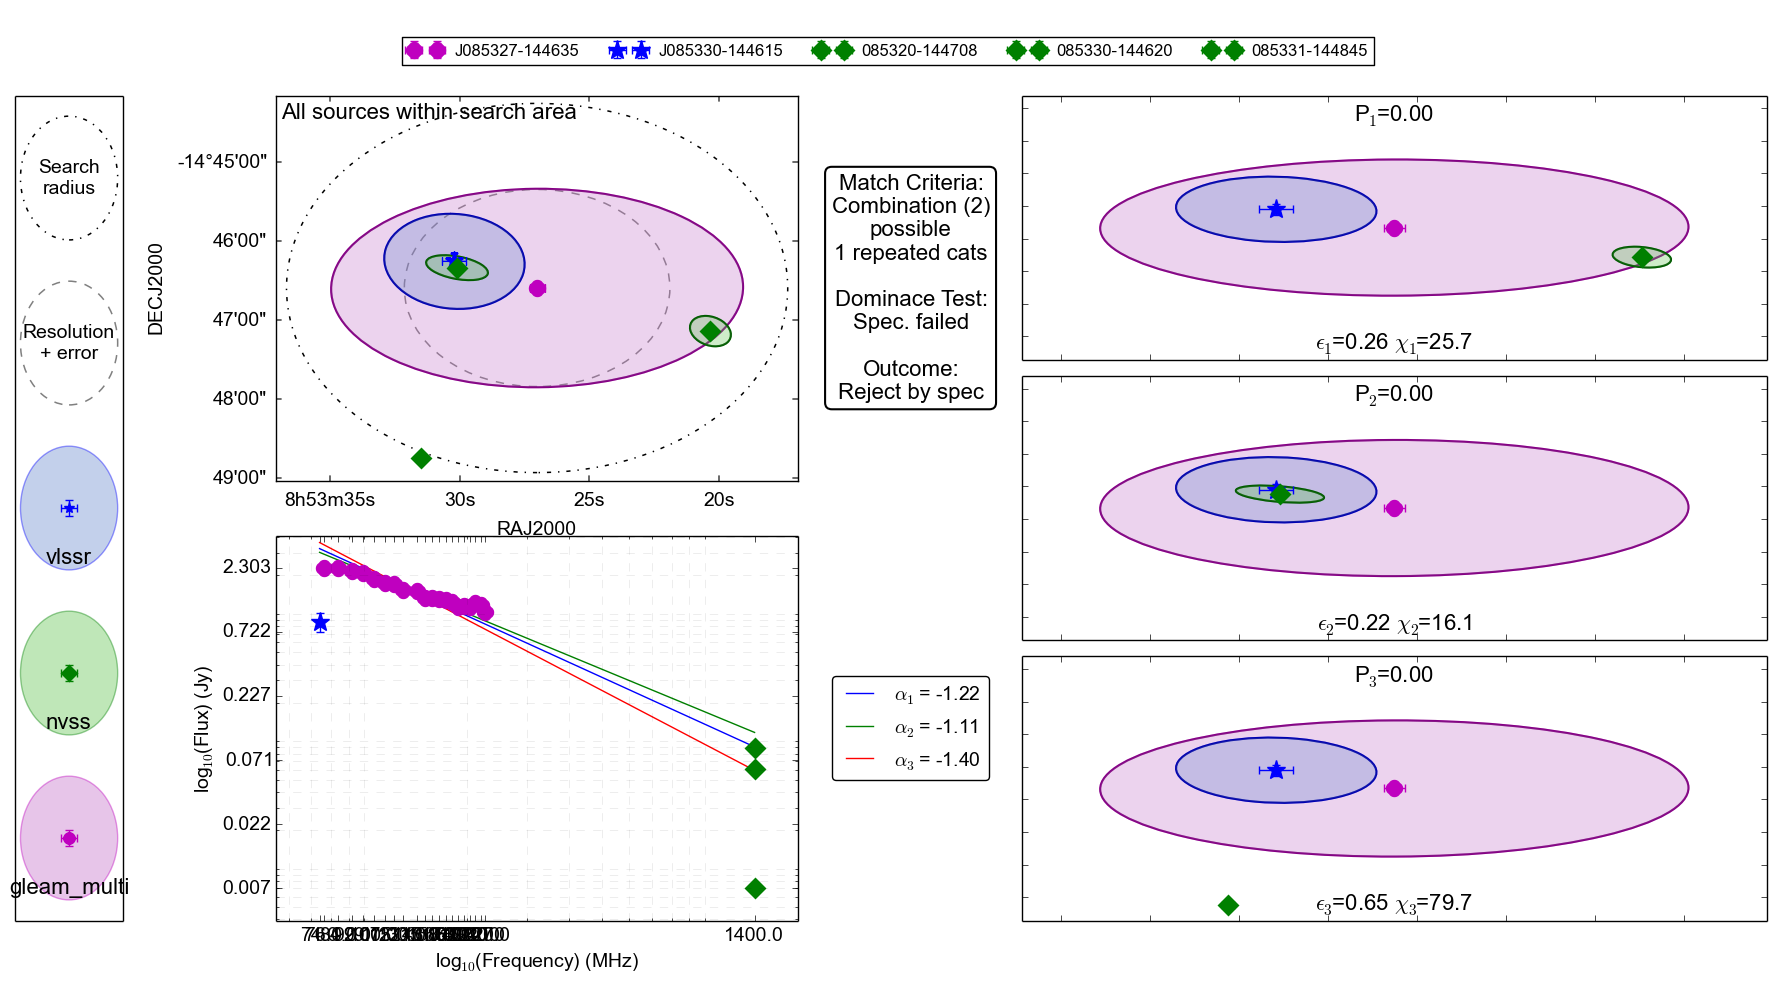 J085327-144635 J085330-144615 085320-144708 085330-144620 085331-144845
Search
radius
Resolution
+ error
vlssr
nvss
gleam_multi
All sources within search area
-14°45'00"
46'00"
47'00"
48'00"
49'00"
DECJ2000
8h53m35s 30s 25s 20s
RAJ2000
2.303
0.722
0.227
0.071
0.022
0.007
log10(Flux) (Jy)
1400.0
log10(Frequency) (MHz)
Match Criteria:
Combination (2)
possible
1 repeated cats
Dominace Test:
Spec. failed
Outcome:
Reject by spec
α1 = -1.22
α2 = -1.11
α3 = -1.40
P1=0.00
ϵ1=0.26 χ1=25.7
P2=0.00
ϵ2=0.22 χ2=16.1
P3=0.00
ϵ3=0.65 χ3=79.7